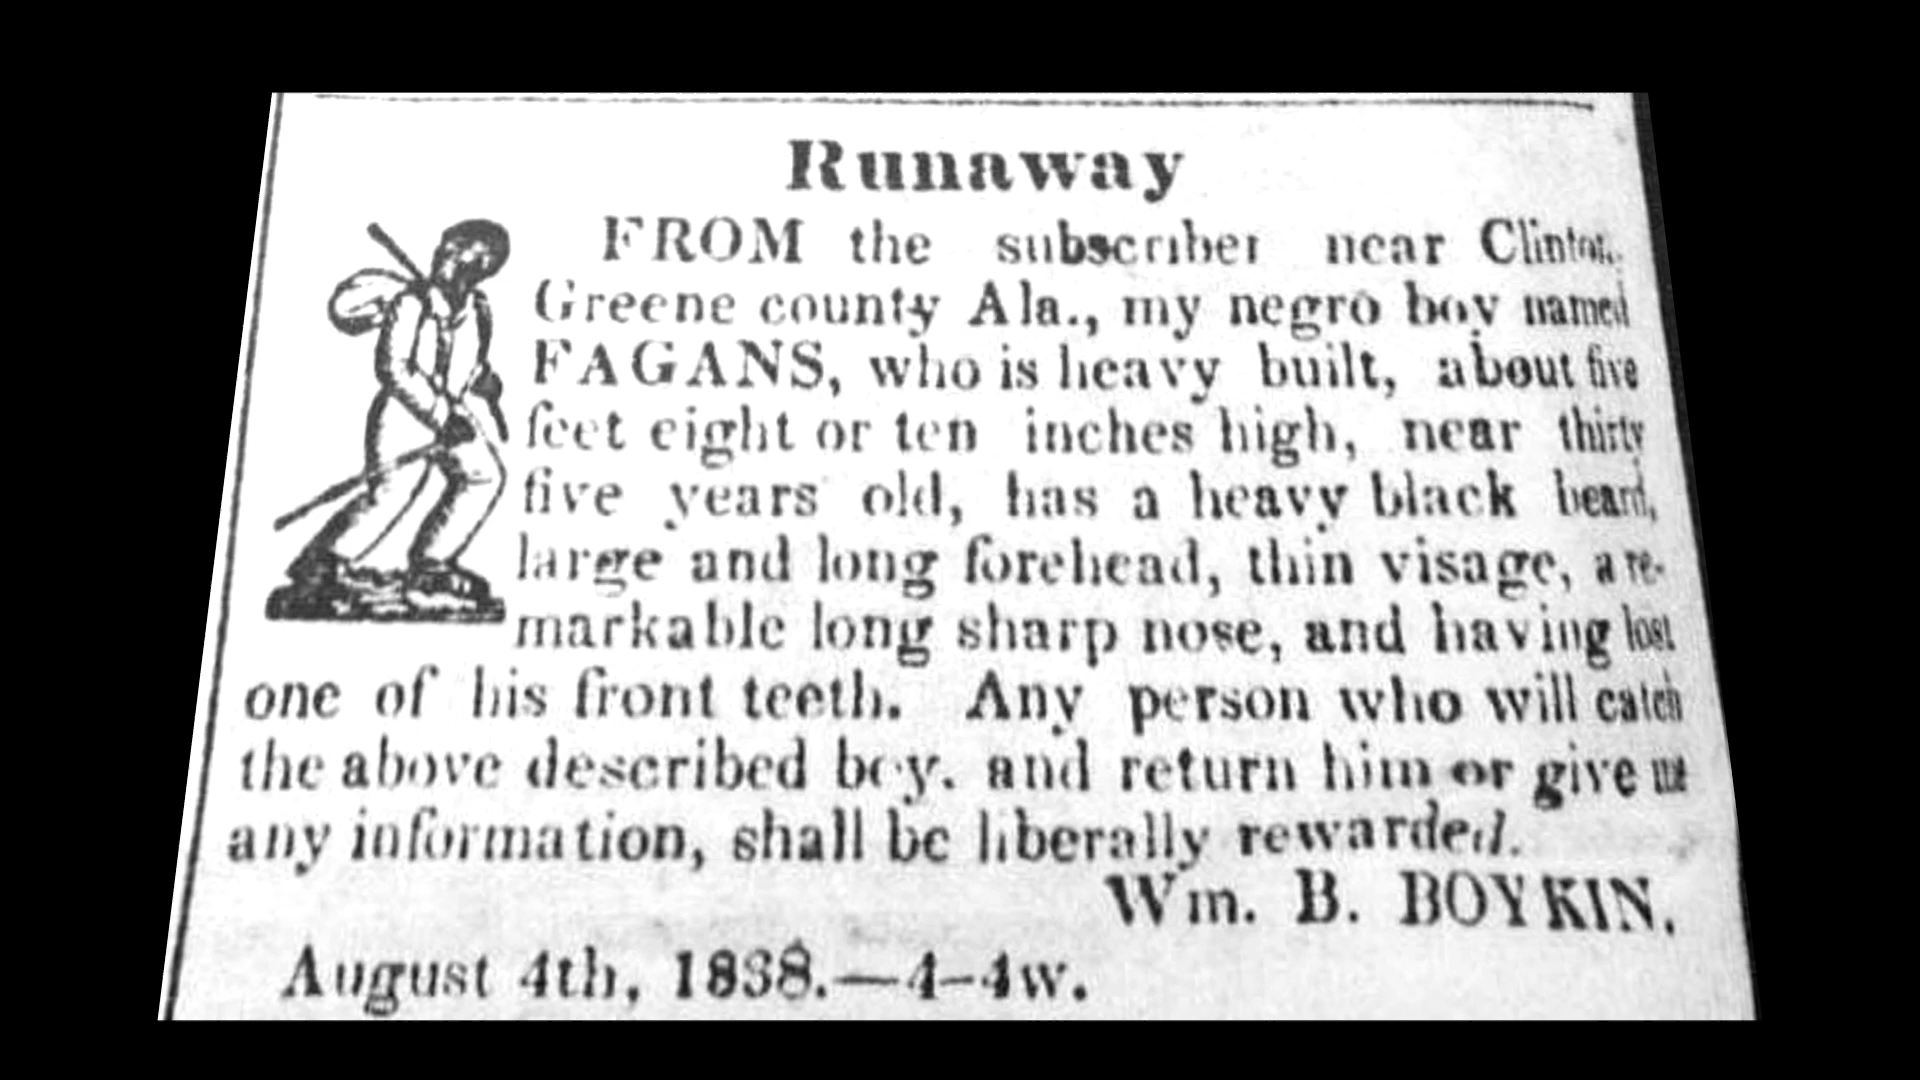 Runaway
FROM the subscriber near Clinton,
Greene county Ala., my negro boy named
FAGANS, who is heavy built, about five
feet eight or ten inches high, near thirty
five years old, has a heavy black beard,
large and long forehead, thin visage, a re-
markable long sharp nose, and having lost
one of his front teeth. Any person who will catch
the above described boy. and return him or give me
any information, shall be liberally rewarded.
Wm. B. BOYKIN.
August 4th, 1838.—4-4w.